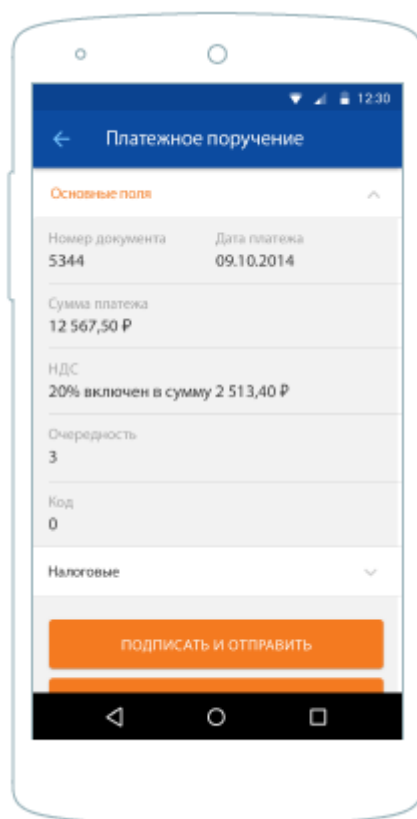 12:30
Платежное поручение
Основные поля
Номер документа Дата платежа
5344 09.10.2014
Сумма платежа
12 567,50 ₽
НДС
20% включен в сумму 2 513,40 ₽
Очередность
3
Код
0
Налоговые
ПОДПИСАТЬ И ОТПРАВИТЬ